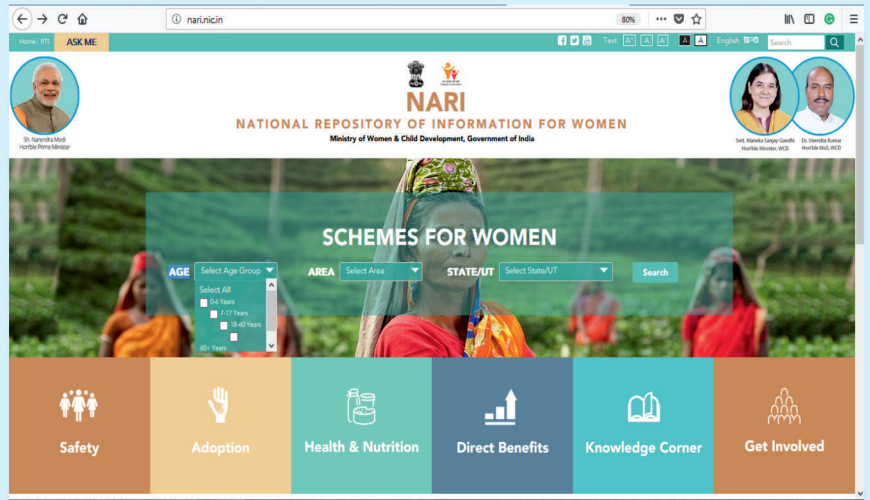 nari.nic.in
80%
Home | RTI ASK ME
Text A+ A A- A A English हिन्दी Search
NARI
NATIONAL REPOSITORY OF INFORMATION FOR WOMEN
Ministry of Women & Child Development, Government of India
Sh. Narendra Modi
Hon'ble Prime Minister
Smt. Maneka Sanjay Gandhi
Hon'ble Minister, WCD
Dr. Virendra Kumar
Hon'ble MoS, WCD
SCHEMES FOR WOMEN
AGE Select Age Group AREA Select Area STATE/UT Select State/UT Search
Select All
0-6 Years
7-17 Years
18-60 Years
60+ Years
Safety
Adoption
Health & Nutrition
Direct Benefits
Knowledge Corner
Get Involved